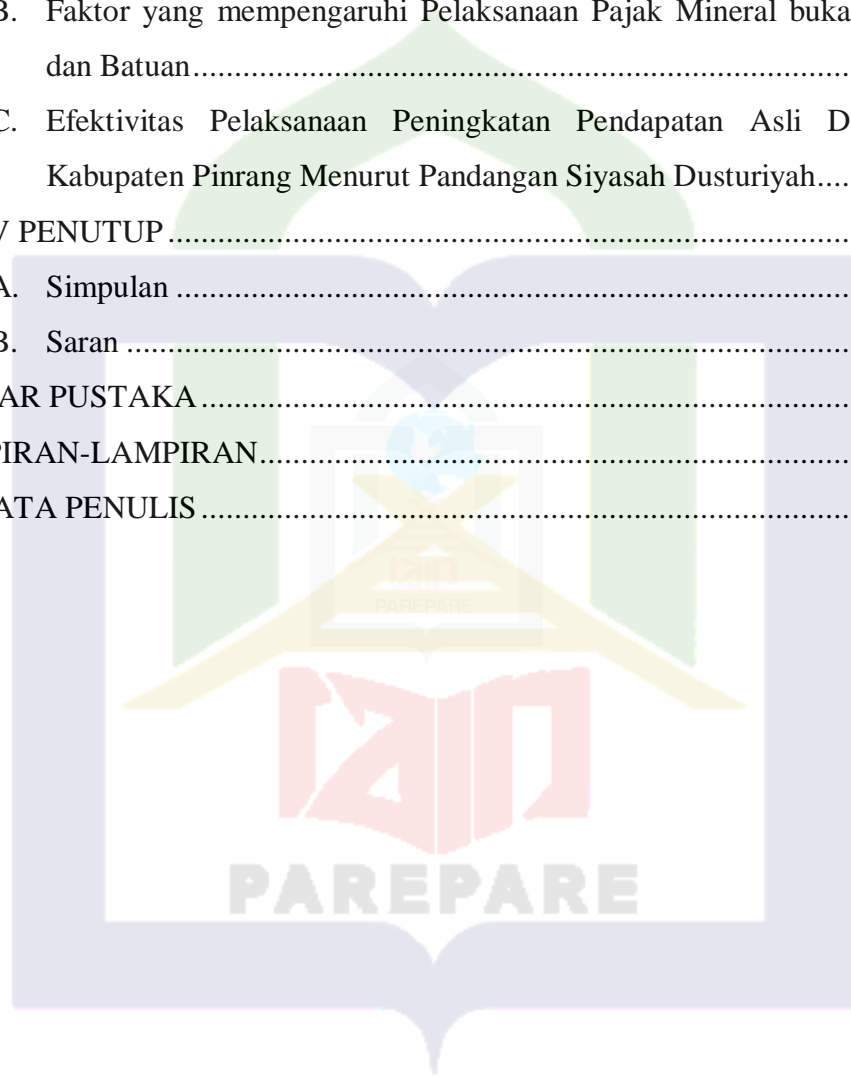 B. Faktor yang mempengaruhi Pelaksanaan Pajak Mineral buka
dan Batuan........................................................................................
C. Efektivitas Pelaksanaan Peningkatan Pendapatan Asli D
Kabupaten Pinrang Menurut Pandangan Siyasah Dusturiyah....
V PENUTUP........................................................................................
A. Simpulan........................................................................................
B. Saran........................................................................................
AR PUSTAKA........................................................................................
PIRAN-LAMPIRAN........................................................................................
ATA PENULIS........................................................................................
PAREPARE
PAREPARE